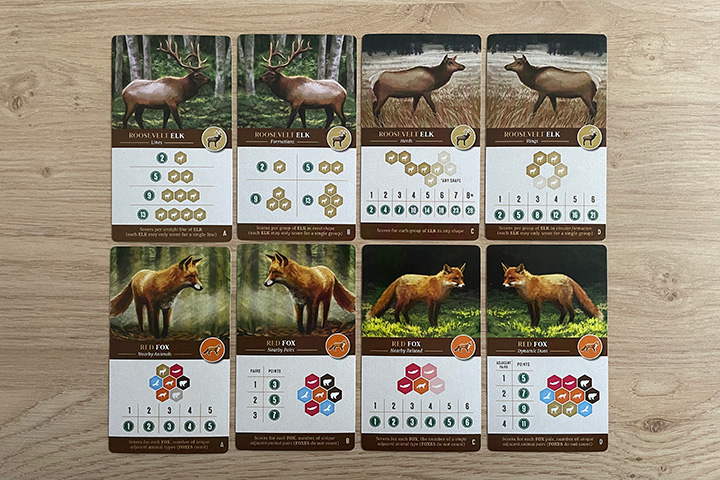 ROOSEVELT ELK
Lines
2
5
9
13
Scores per straight line of ELK
(each ELK may only score for a single line)
A
ROOSEVELT ELK
Formations
2 5
9 13
Scores per group of ELK in exact shape
(each ELK may only score for a single group)
B
ROOSEVELT ELK
Herds
*ANY SHAPE
1 2 3 4 5 6 7 8+
2 4 7 10 14 18 23 28
Scores for each group of ELK in any shape
C
ROOSEVELT ELK
Rings
1 2 3 4 5 6
2 5 8 12 16 21
Scores per group of ELK in circular formation
(each ELK may only score for a single group)
D
RED FOX
Nearby Animals
1 2 3 4 5
1 2 3 4 5
Scores for each FOX, number of unique
adjacent animal types (FOXES do not count)
A
RED FOX
Nearby Pairs
PAIRS POINTS
1 3
2 5
3 7
Scores for each FOX, number of unique
adjacent animal pairs (FOXES do not count)
B
RED FOX
1 2 3 4 5 6
1 2 3 4 5 6
Scores for each FOX, the number of a single
adjacent animal type (FOXES do not count)
C
RED FOX
Dynamic Duos
ADJACENT
PAIRS POINTS
1 5
2 7
3 9
4 11
Scores for each FOX pair, number of unique
adjacent animal pairs (FOXES do not count)
D